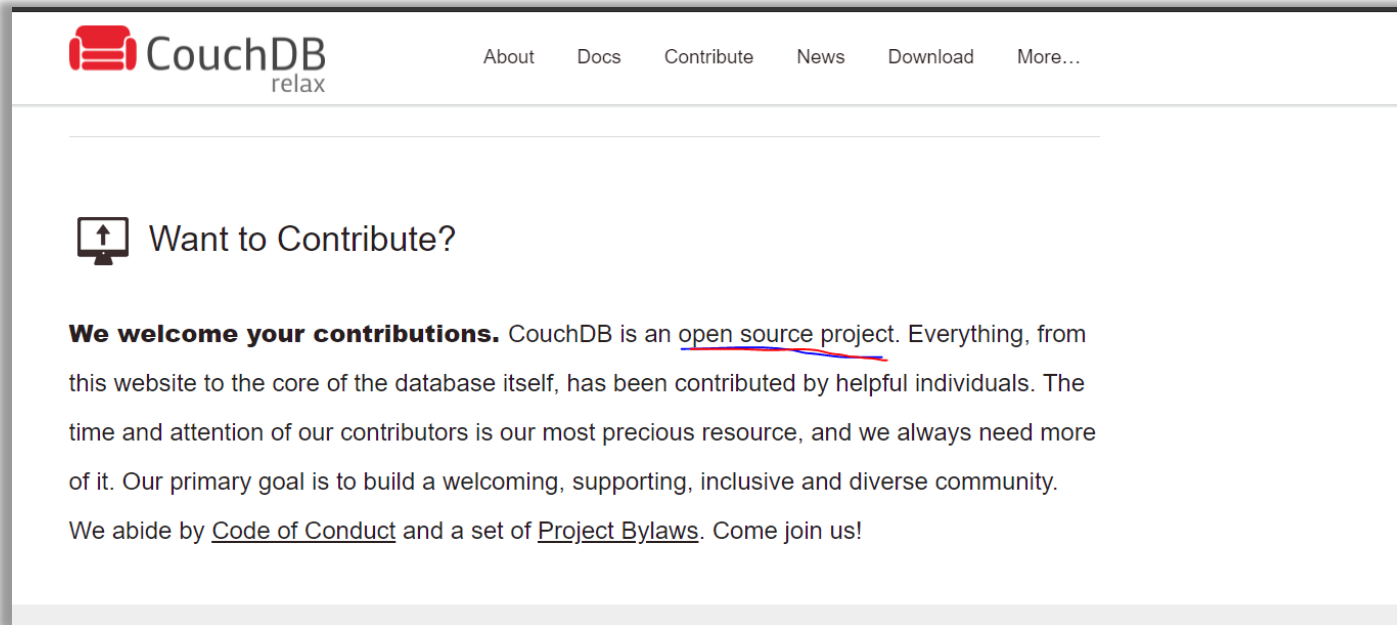 CouchDB
relax
About Docs Contribute News Download More…
Want to Contribute?
We welcome your contributions. CouchDB is an open source project. Everything, from
this website to the core of the database itself, has been contributed by helpful individuals. The
time and attention of our contributors is our most precious resource, and we always need more
of it. Our primary goal is to build a welcoming, supporting, inclusive and diverse community.
We abide by Code of Conduct and a set of Project Bylaws. Come join us!